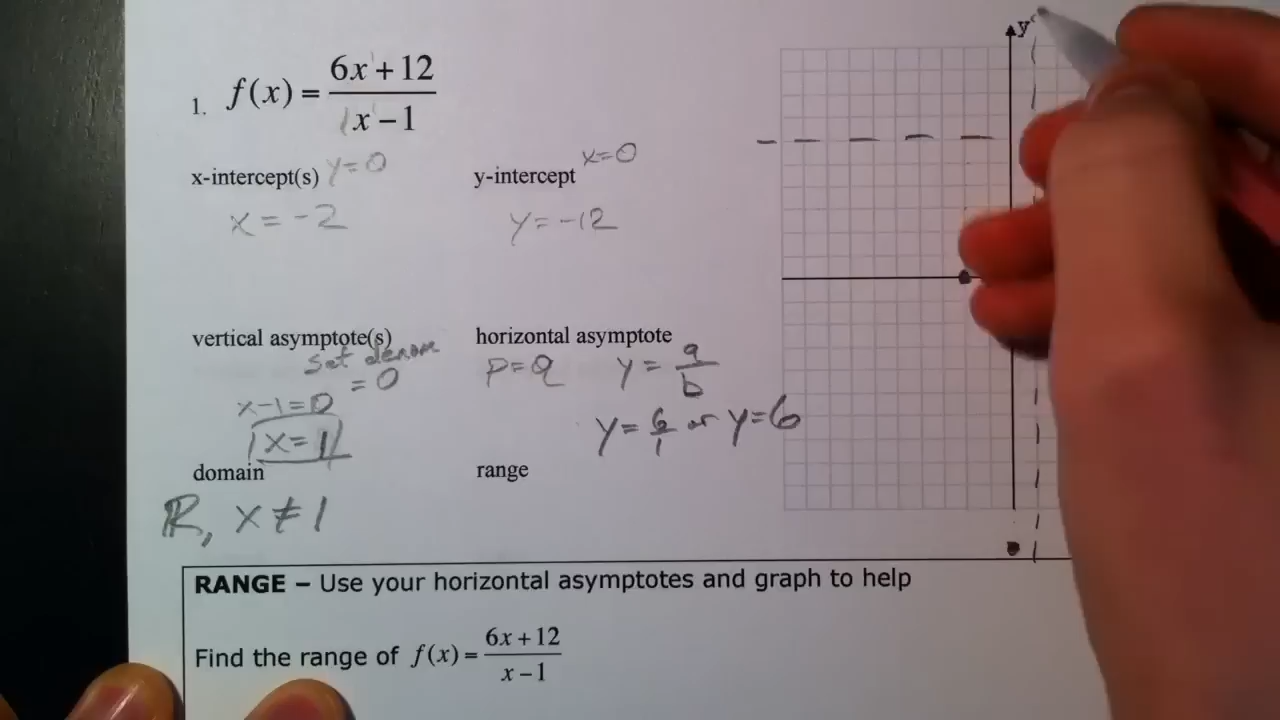 1. f(x) = (6x + 12)/(1x - 1)
x-intercept(s) y=0
x = -2
y-intercept x=0
y = -12
vertical asymptote(s)
set denom = 0
x-1=0
x=1
horizontal asymptote
p=q y = a/b
y = 6/1 or y=6
domain
ℝ, x ≠ 1
range
y
RANGE – Use your horizontal asymptotes and graph to help
Find the range of f(x) = (6x + 12)/(x - 1)